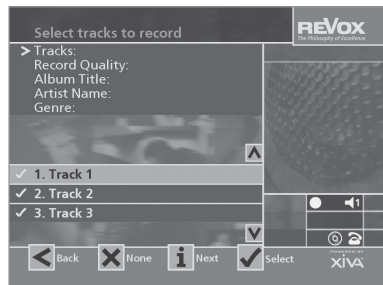 Select tracks to record
REVOX
The Philosophy of Excellence
> Tracks:
Record Quality:
Album Title:
Artist Name:
Genre:
✓ 1. Track 1
✓ 2. Track 2
✓ 3. Track 3
1
Back
None
i Next
Select
POWERED BY
XiVA